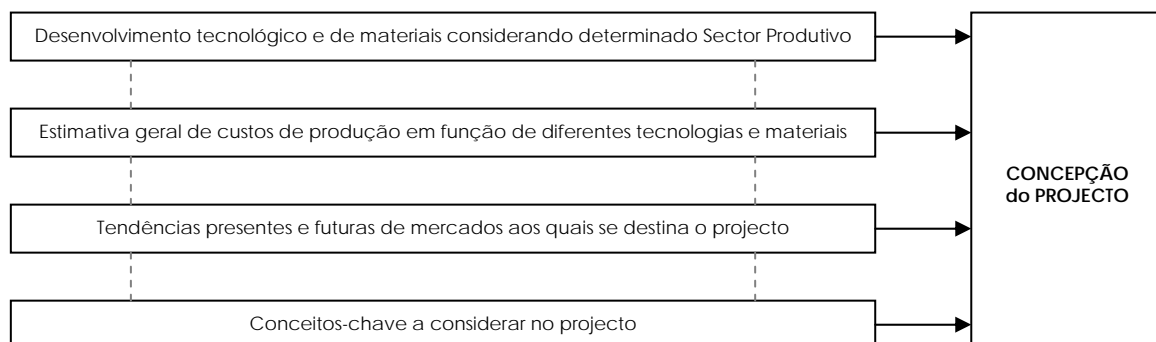 Desenvolvimento tecnológico e de materiais considerando determinado Sector Produtivo
Estimativa geral de custos de produção em função de diferentes tecnologias e materiais
CONCEPÇÃO
do PROJECTO
Tendências presentes e futuras de mercados aos quais se destina o projecto
Conceitos-chave a considerar no projecto